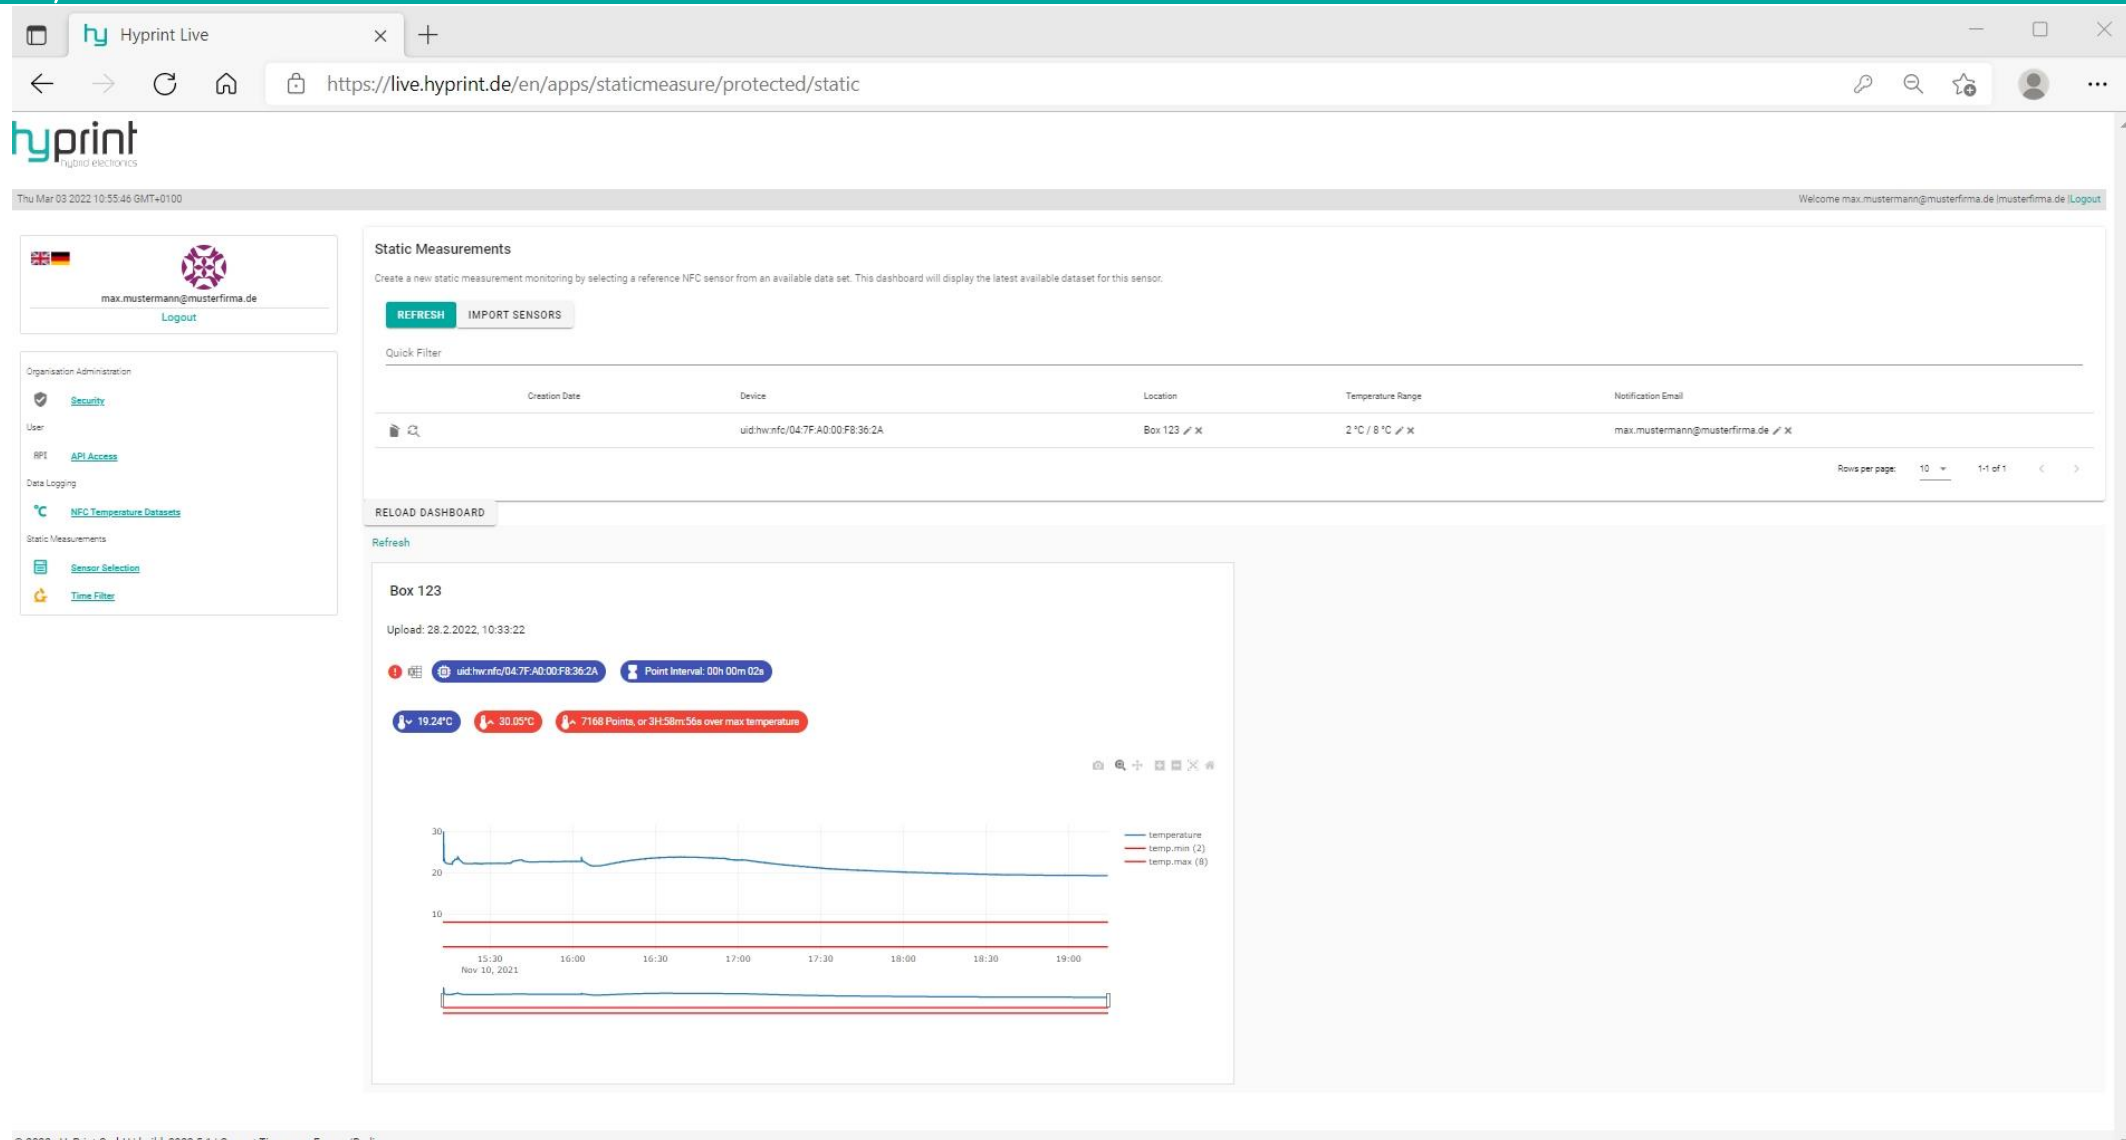 Hyprint Live
https://live.hyprint.de/en/apps/staticmeasure/protected/static
hyprint
hybrid electronics
Thu Mar 03 2022 10:55:46 GMT+0100
Welcome max.mustermann@musterfirma.de |musterfirma.de |Logout
max.mustermann@musterfirma.de
Logout
Organisation Administration
Security
User
API API Access
Data Logging
°C NFC Temperature Datasets
Static Measurements
Sensor Selection
Time Filter
Static Measurements
Create a new static measurement monitoring by selecting a reference NFC sensor from an available data set. This dashboard will display the latest available dataset for this sensor.
REFRESH IMPORT SENSORS
Quick Filter
Creation Date Device Location Temperature Range Notification Email
uid:hw:nfc/04:7F:A0:00:F8:36:2A Box 123 2 °C / 8 °C max.mustermann@musterfirma.de
Rows per page: 10 1-1 of 1
RELOAD DASHBOARD
Refresh
Box 123
Upload: 28.2.2022, 10:33:22
uid:hw:nfc/04:7F:A0:00:F8:36:2A Point Interval: 00h 00m 02s
19.24°C 30.05°C 7168 Points, or 3H:58m:56s over max temperature
30
20
10
temperature
temp.min (2)
temp.max (8)
15:30 16:00 16:30 17:00 17:30 18:00 18:30 19:00
Nov 10, 2021